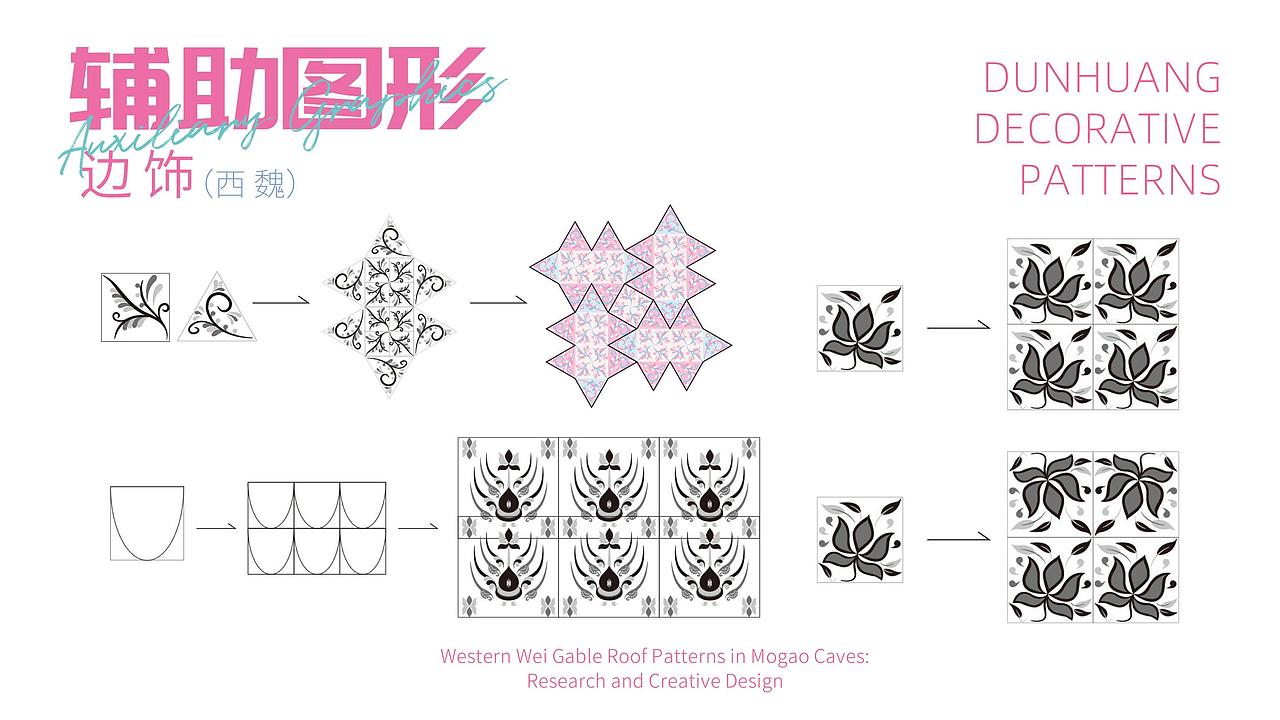 辅助图形
Auxileary Graphics
边饰(西魏)
DUNHUANG
DECORATIVE
PATTERNS
Western Wei Gable Roof Patterns in Mogao Caves:
Research and Creative Design